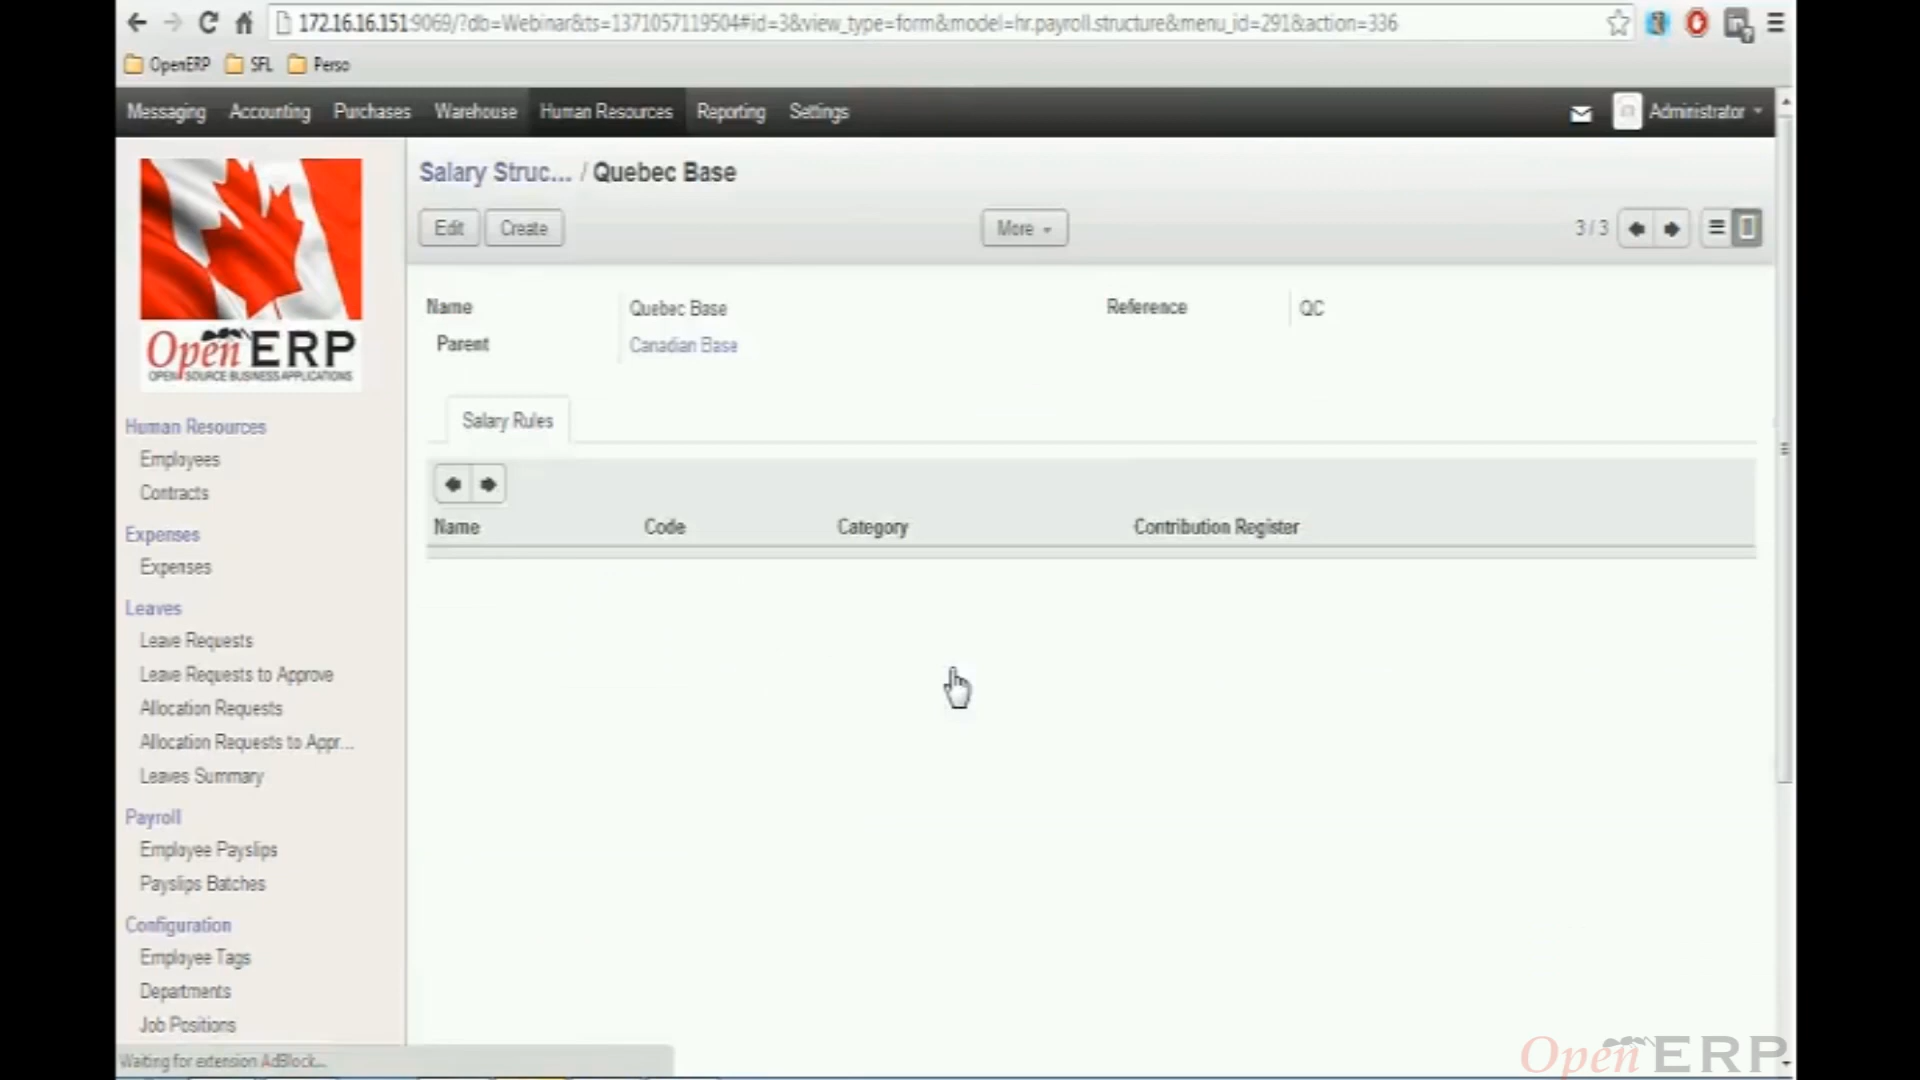 172.16.16.151:9069/?db=Webinar&ts=1371057119504#id=3&view_type=form&model=hr.payroll.structure&menu_id=291&action=336
OpenERP SFL Perso
Messaging Accounting Purchases Warehouse Human Resources Reporting Settings Administrator
Salary Struc... / Quebec Base
Edit Create More 3 / 3
Name Quebec Base Reference QC
Parent Canadian Base
Salary Rules
Name Code Category Contribution Register
Open ERP
OPEN SOURCE BUSINESS APPLICATIONS
Human Resources
Employees
Contracts
Expenses
Expenses
Leaves
Leave Requests
Leave Requests to Approve
Allocation Requests
Allocation Requests to Appr...
Leaves Summary
Payroll
Employee Payslips
Payslips Batches
Configuration
Employee Tags
Departments
Job Positions
Waiting for extension AdBlock...
Open ERP